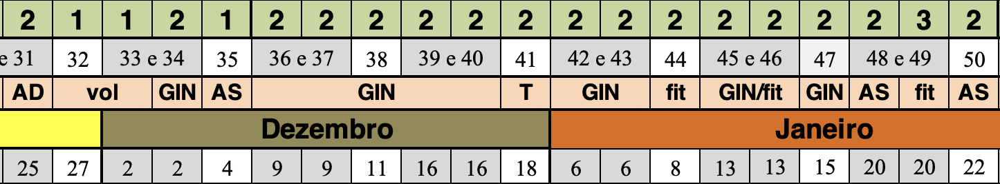 2 1 1 2 1 2 2 2 2 2 2 2 2 2 2 2 2 2 3 2
e 31 32 33 e 34 35 36 e 37 38 39 e 40 41 42 e 43 44 45 e 46 47 48 e 49 50
AD vol GIN AS GIN T GIN fit GIN/fit GIN AS fit AS
Dezembro Janeiro
25 27 2 2 4 9 9 11 16 16 18 6 6 8 13 13 15 20 20 22